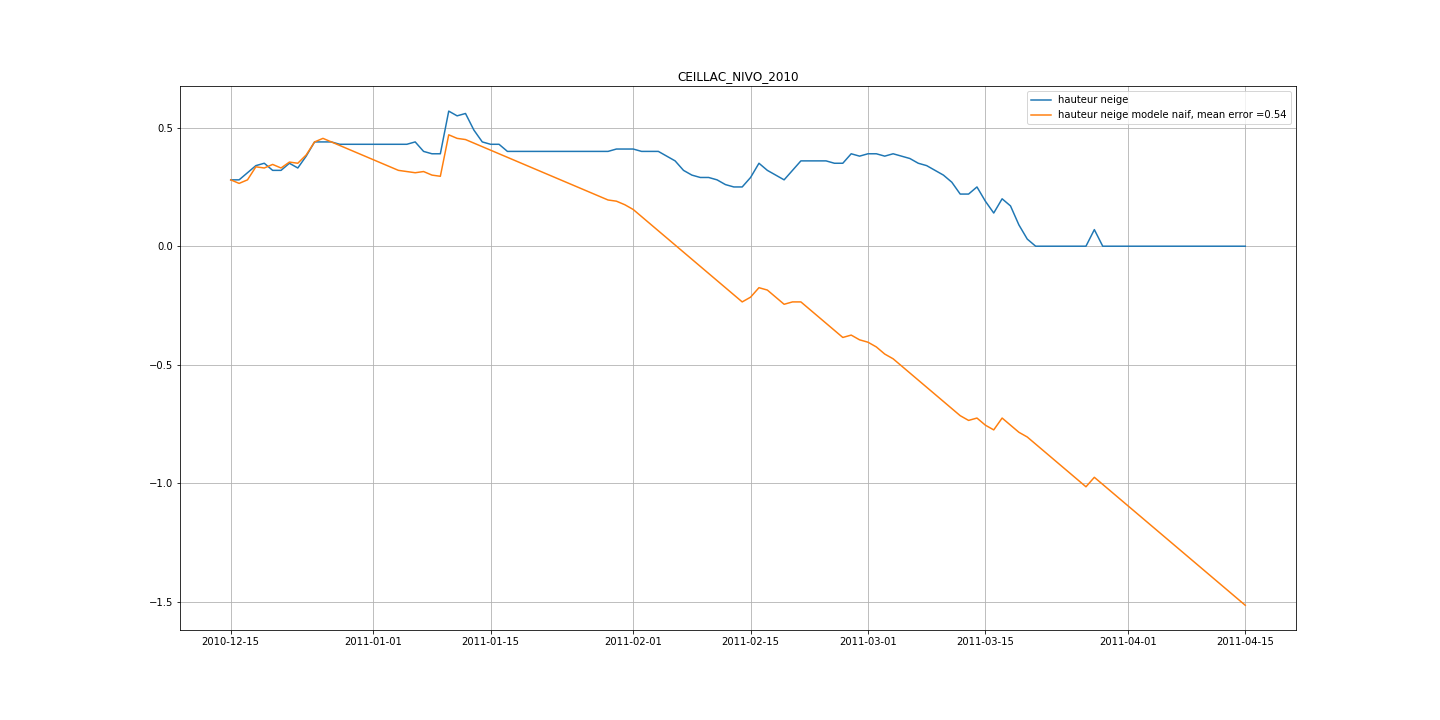 CEILLAC_NIVO_2010
hauteur neige
hauteur neige modele naif, mean error =0.54
0.5
0.0
−0.5
−1.0
−1.5
2010-12-15 2011-01-01 2011-01-15 2011-02-01 2011-02-15 2011-03-01 2011-03-15 2011-04-01 2011-04-15